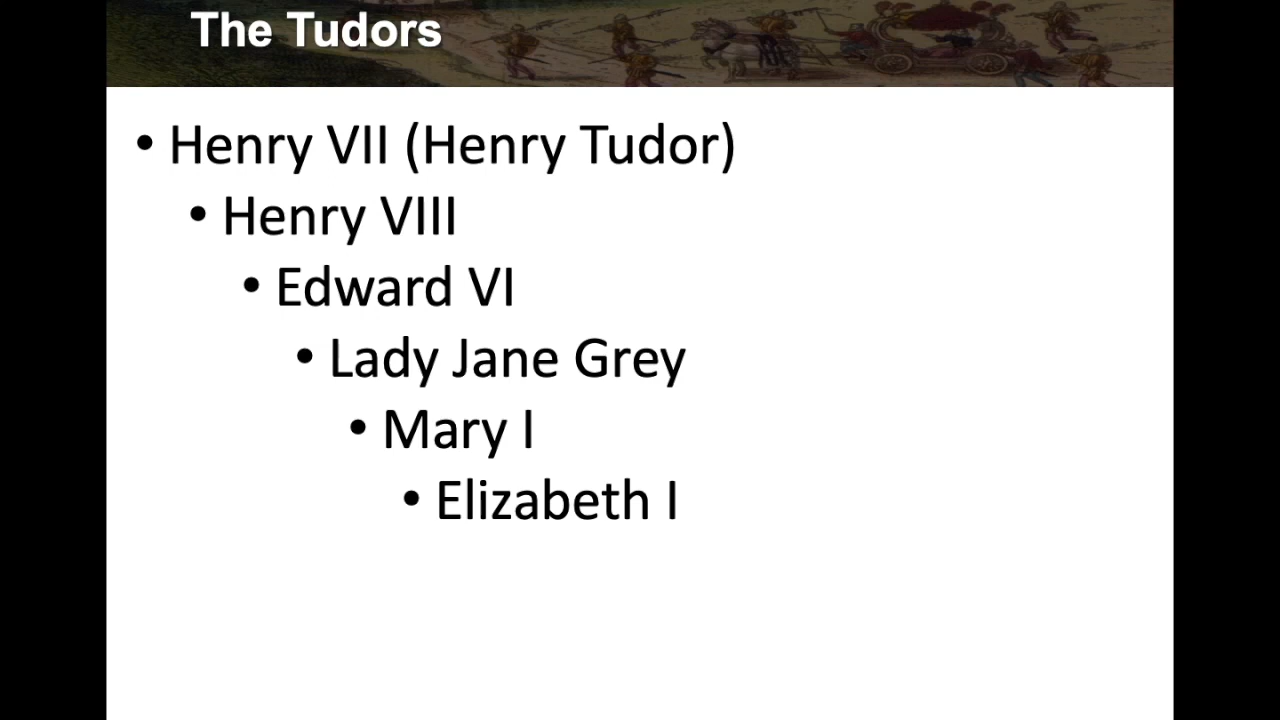 The Tudors
• Henry VII (Henry Tudor)
• Henry VIII
• Edward VI
• Lady Jane Grey
• Mary I
• Elizabeth I